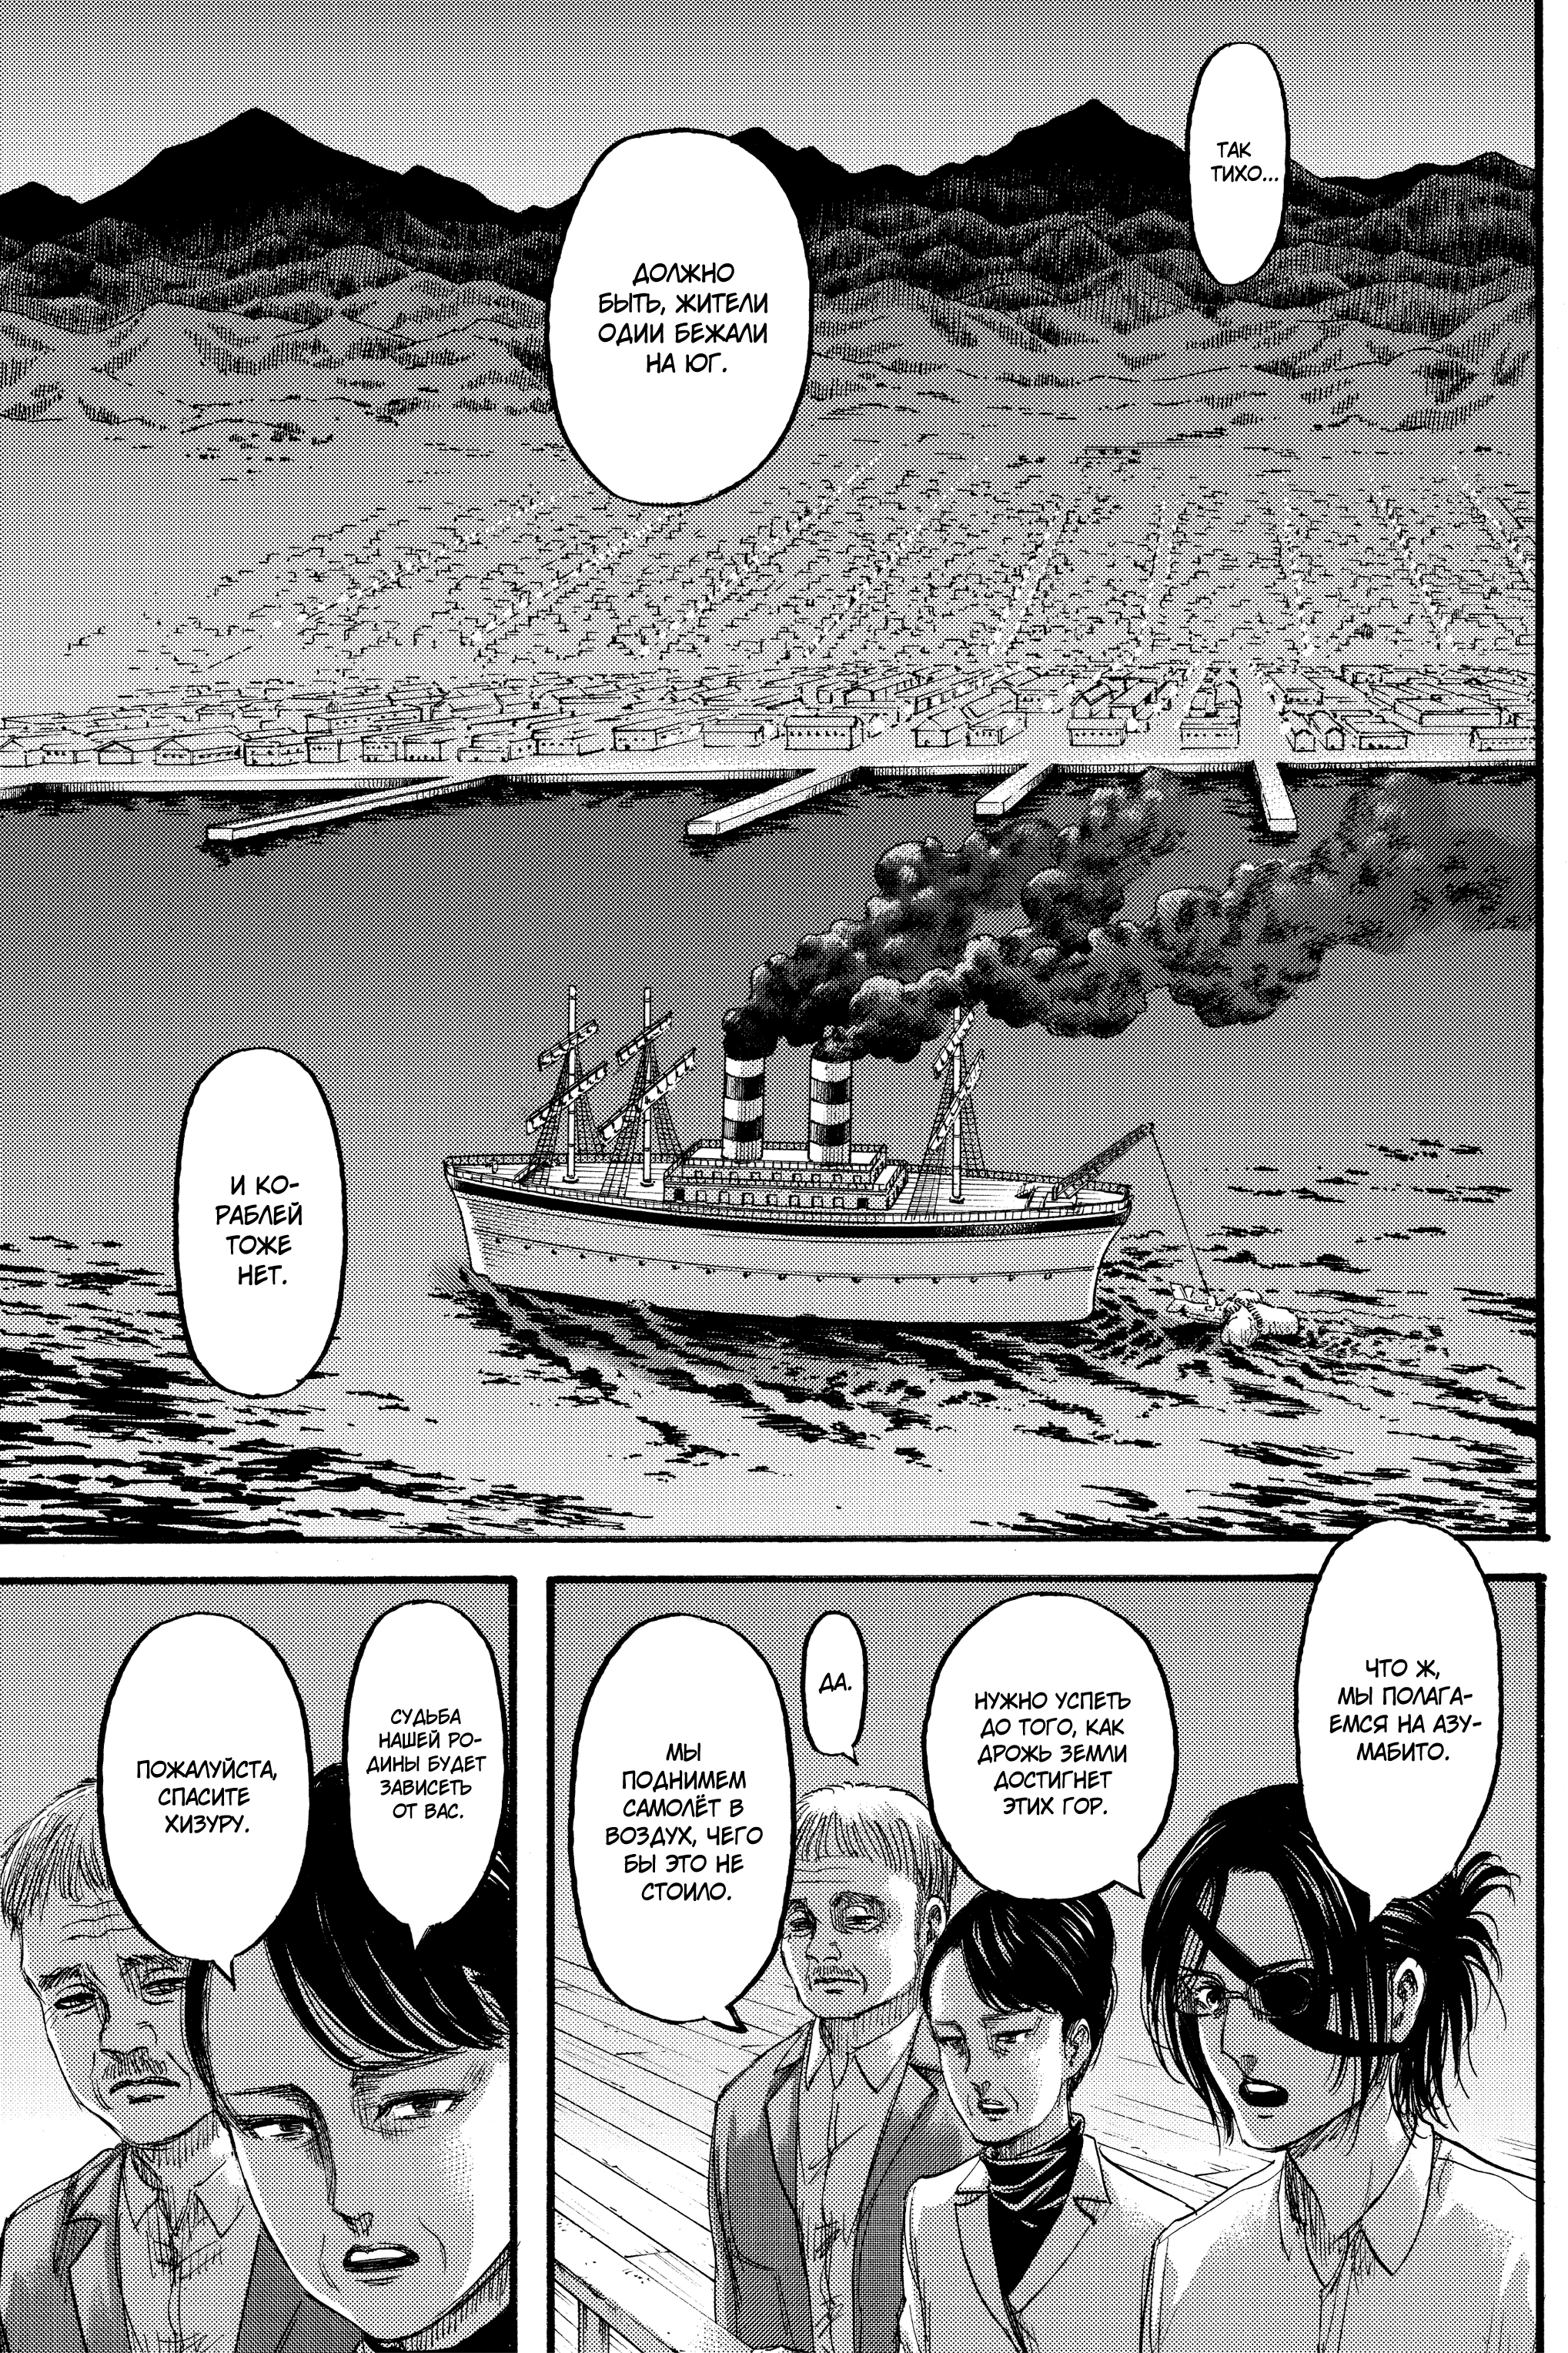 ТАК
ТИХО...
ДОЛЖНО
БЫТЬ, ЖИТЕЛИ
ОДИИ БЕЖАЛИ
НА ЮГ.
И КО-
РАБЛЕЙ
ТОЖЕ
НЕТ.
ЧТО Ж,
МЫ ПОЛАГА-
ЕМСЯ НА АЗУ-
МАБИТО.
НУЖНО УСПЕТЬ
ДО ТОГО, КАК
ДРОЖЬ ЗЕМЛИ
ДОСТИГНЕТ
ЭТИХ ГОР.
ДА.
МЫ
ПОДНИМЕМ
САМОЛЁТ В
ВОЗДУХ, ЧЕГО
БЫ ЭТО НЕ
СТОИЛО.
СУДЬБА
НАШЕЙ РО-
ДИНЫ БУДЕТ
ЗАВИСЕТЬ
ОТ ВАС.
ПОЖАЛУЙСТА,
СПАСИТЕ
ХИЗУРУ.